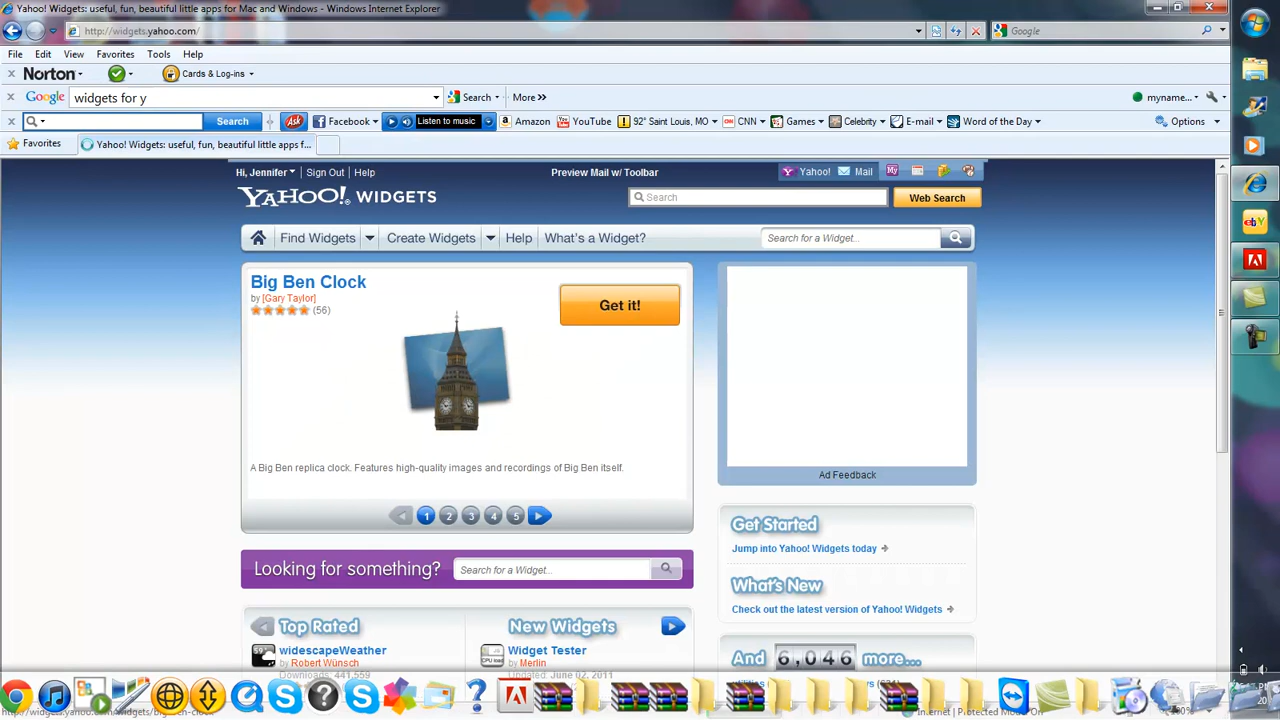 Yahoo! Widgets: useful, fun, beautiful little apps for Mac and Windows - Windows Internet Explorer
http://widgets.yahoo.com/
Google
File Edit View Favorites Tools Help
Norton Cards & Log-ins
Google widgets for y Search More »
myname...
Search Ask Facebook Listen to music Amazon YouTube 92° Saint Louis, MO CNN Games Celebrity E-mail Word of the Day Options
Favorites Yahoo! Widgets: useful, fun, beautiful little apps f...
Hi, Jennifer Sign Out Help Preview Mail w/ Toolbar Yahoo! Mail
YAHOO! WIDGETS Search Web Search
Find Widgets Create Widgets Help What's a Widget? Search for a Widget...
Big Ben Clock
by [Gary Taylor]
(56)
Get it!
A Big Ben replica clock. Features high-quality images and recordings of Big Ben itself.
1 2 3 4 5
Ad Feedback
Get Started
Jump into Yahoo! Widgets today
What's New
Check out the latest version of Yahoo! Widgets
Looking for something? Search for a Widget...
Top Rated
widescapeWeather
by Robert Wünsch
Downloads: 441,559
New Widgets
Widget Tester
by Merlin
Updated: June 02, 2011
And 6,046 more...